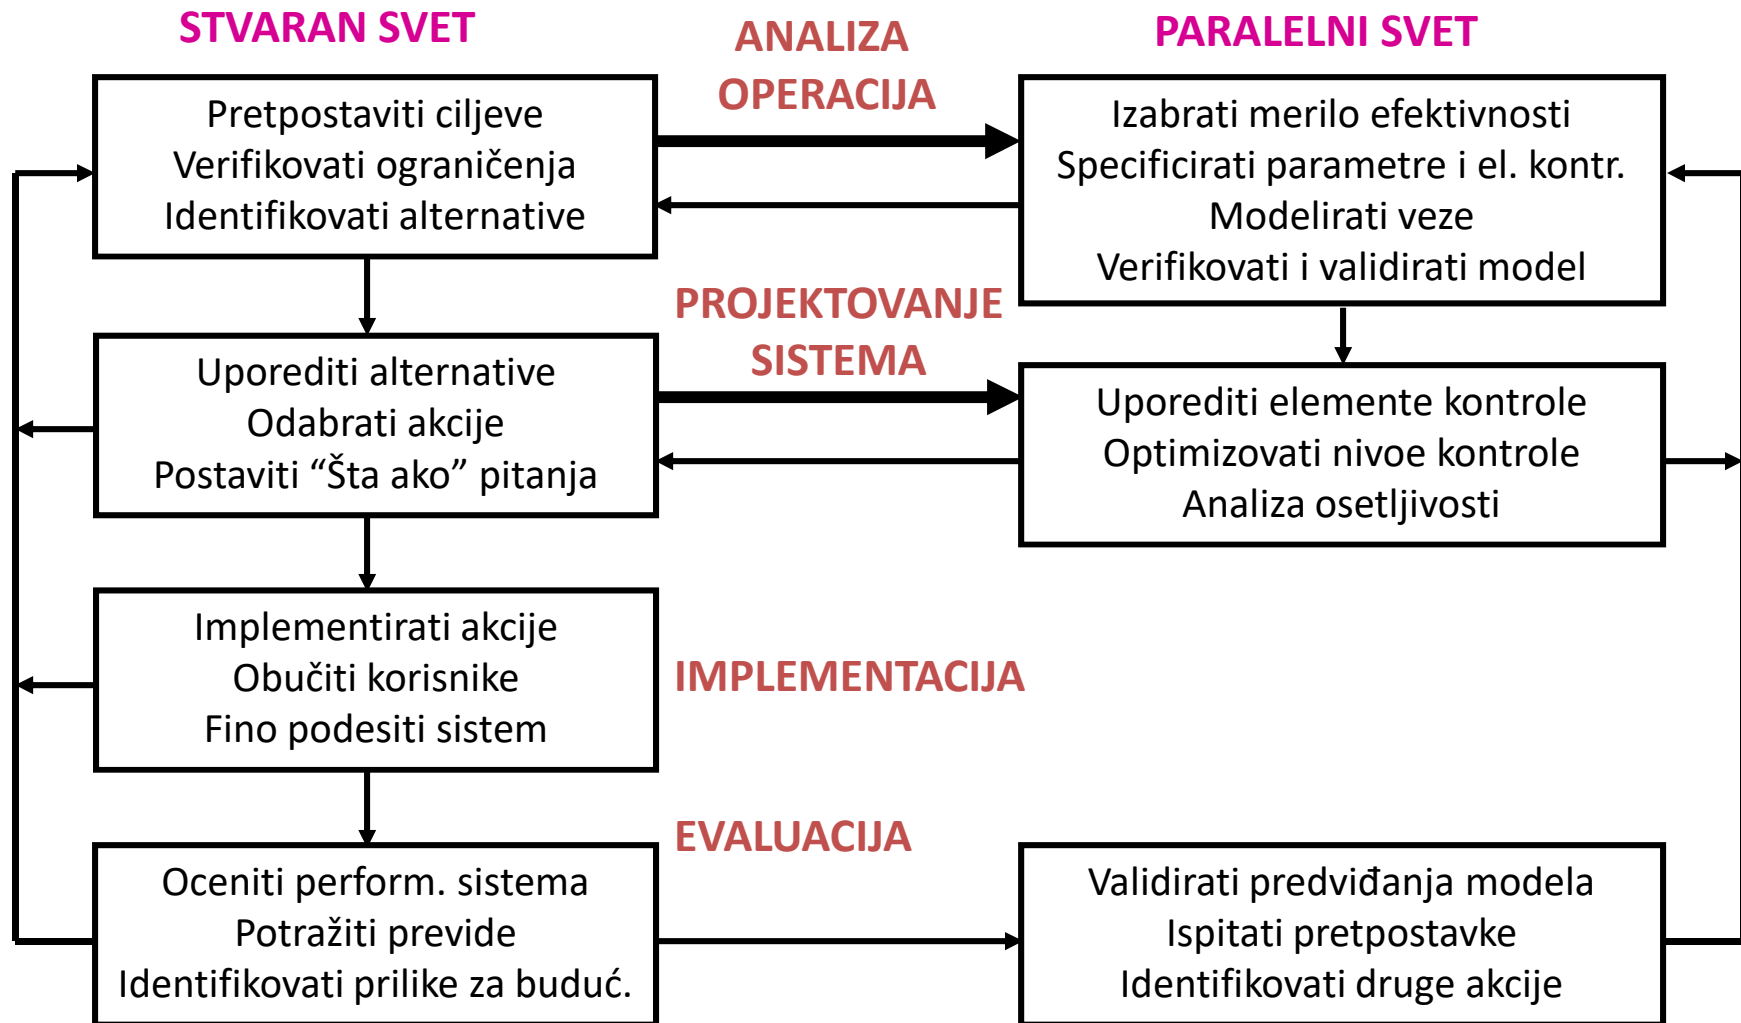 STVARAN SVET
ANALIZA
OPERACIJA
PARALELNI SVET
Pretpostaviti ciljeve
Verifikovati ograničenja
Identifikovati alternative
Izabrati merilo efektivnosti
Specificirati parametre i el. kontr.
Modelirati veze
Verifikovati i validirati model
PROJEKTOVANJE
SISTEMA
Uporediti alternative
Odabrati akcije
Postaviti “Šta ako” pitanja
Uporediti elemente kontrole
Optimizovati nivoe kontrole
Analiza osetljivosti
Implementirati akcije
Obučiti korisnike
Fino podesiti sistem
IMPLEMENTACIJA
EVALUACIJA
Oceniti perform. sistema
Potražiti previde
Identifikovati prilike za buduć.
Validirati predviđanja modela
Ispitati pretpostavke
Identifikovati druge akcije